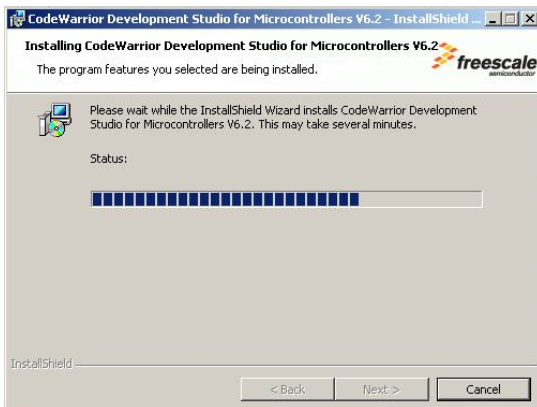 CodeWarrior Development Studio for Microcontrollers V6.2 - InstallShield ...
Installing CodeWarrior Development Studio for Microcontrollers V6.2
The program features you selected are being installed.
freescale
semiconductor
Please wait while the InstallShield Wizard installs CodeWarrior Development
Studio for Microcontrollers V6.2. This may take several minutes.
Status:
InstallShield
< Back Next > Cancel